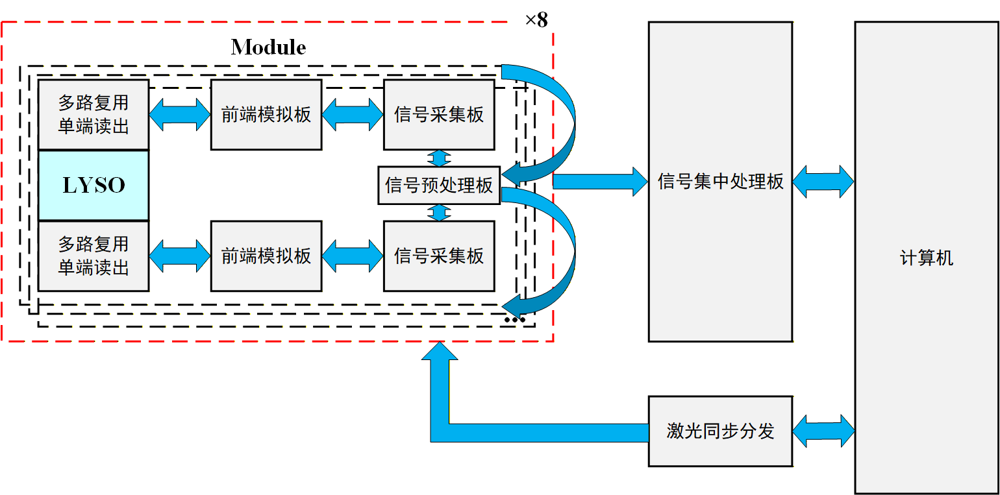 ×8
Module
多路复用
单端读出
前端模拟板
信号采集板
LYSO
信号预处理板
多路复用
单端读出
前端模拟板
信号采集板
•••
信号集中处理板
计算机
激光同步分发